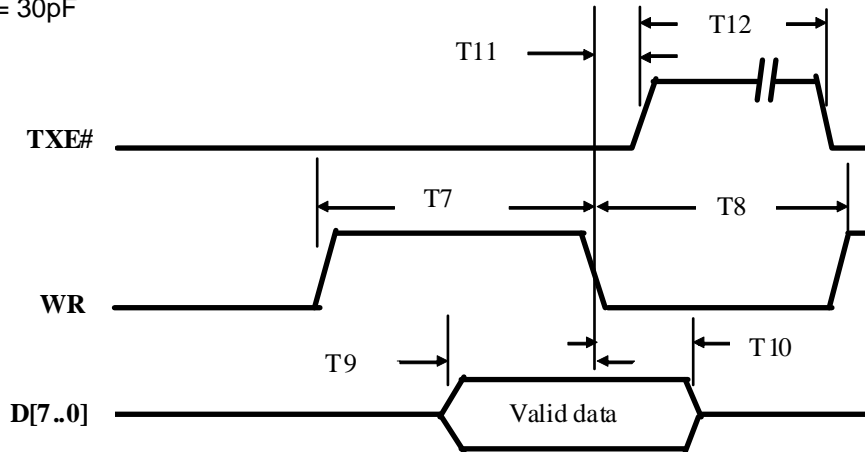 = 30pF
T12
T11
TXE#
T7
T8
WR
T9
T10
D[7..0]
Valid data